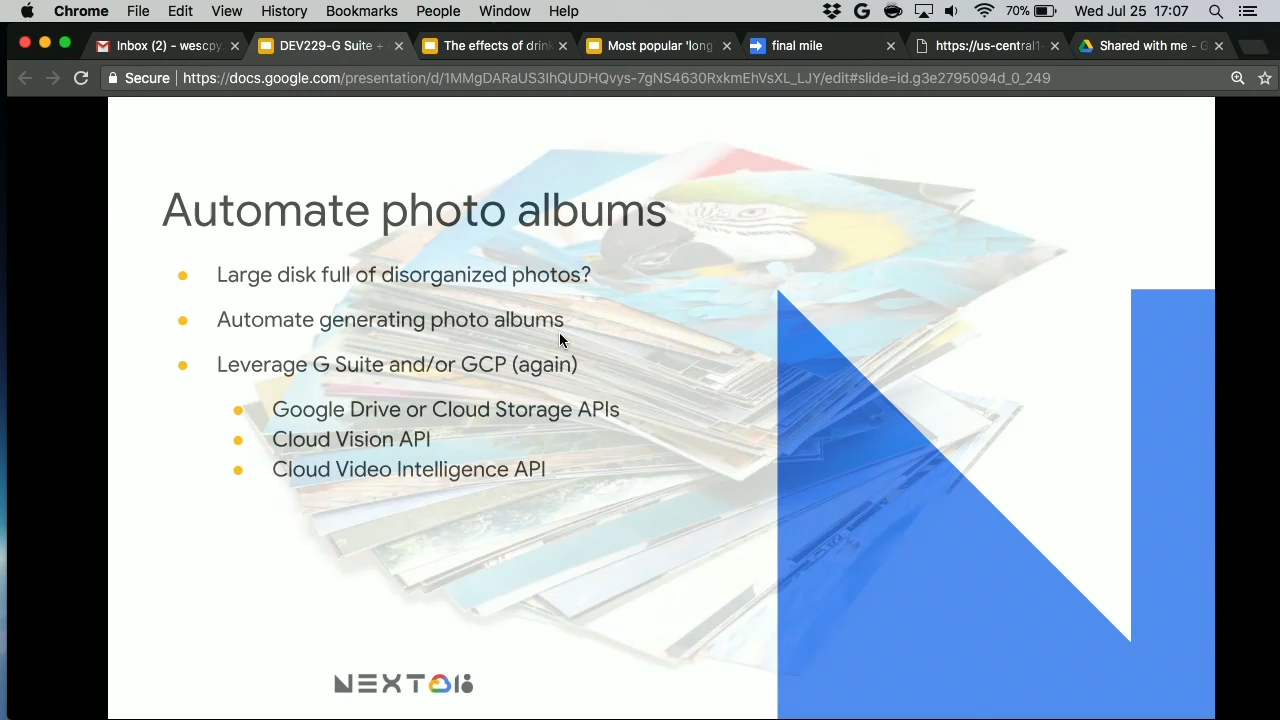 Chrome File Edit View History Bookmarks People Window Help 70% Wed Jul 25 17:07
Inbox (2) - wescpy DEV229-G Suite + The effects of drin Most popular 'long final mile https://us-central1- Shared with me - G
Secure https://docs.google.com/presentation/d/1MMgDARaUS3IhQUDHQvys-7gNS4630RxkmEhVsXL_LJY/edit#slide=id.g3e2795094d_0_249
Automate photo albums
● Large disk full of disorganized photos?
● Automate generating photo albums
● Leverage G Suite and/or GCP (again)
● Google Drive or Cloud Storage APIs
● Cloud Vision API
● Cloud Video Intelligence API
NEXT 18